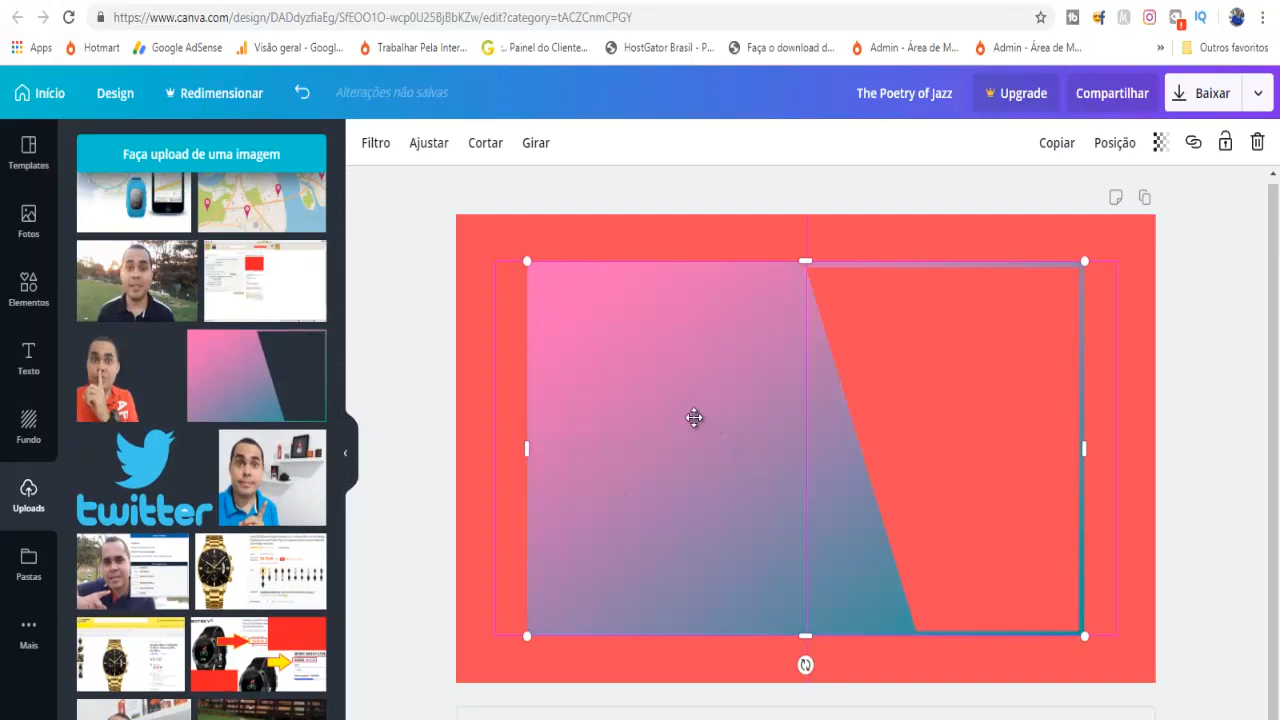 https://www.canva.com/design/DADdyzfiaEg/SfEOO1O-wcp0U25BjBbKZw/edit?category=tACZCnmCPGY
Apps
Hotmart
Google AdSense
Visão geral - Googl...
Trabalhar Pela Inter...
.: Painel do Cliente...
HostGator Brasil - P...
Faça o download d...
Admin - Área de M...
Admin - Área de M...
»
Outros favoritos
Início
Design
Redimensionar
Alterações não salvas
The Poetry of Jazz
Upgrade
Compartilhar
Baixar
Templates
Fotos
Elementos
Texto
Fundo
Uploads
Pastas
Mais
Faça upload de uma imagem
twitter
Filtro
Ajustar
Cortar
Girar
Copiar
Posição